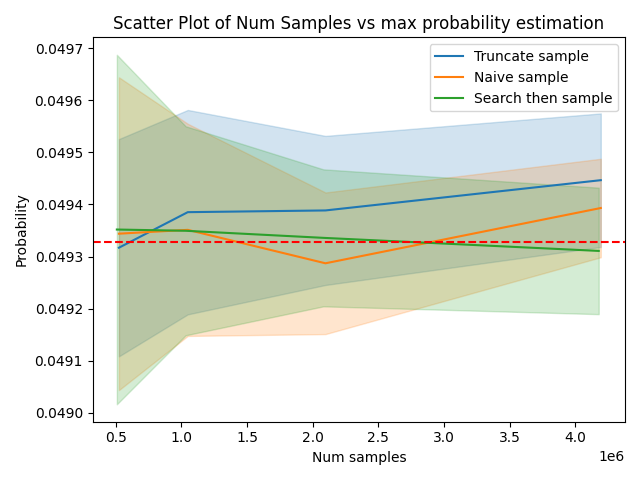 Scatter Plot of Num Samples vs max probability estimation
Truncate sample
Naive sample
Search then sample
Probability
0.0497
0.0496
0.0495
0.0494
0.0493
0.0492
0.0491
0.0490
0.5 1.0 1.5 2.0 2.5 3.0 3.5 4.0
1e6
Num samples